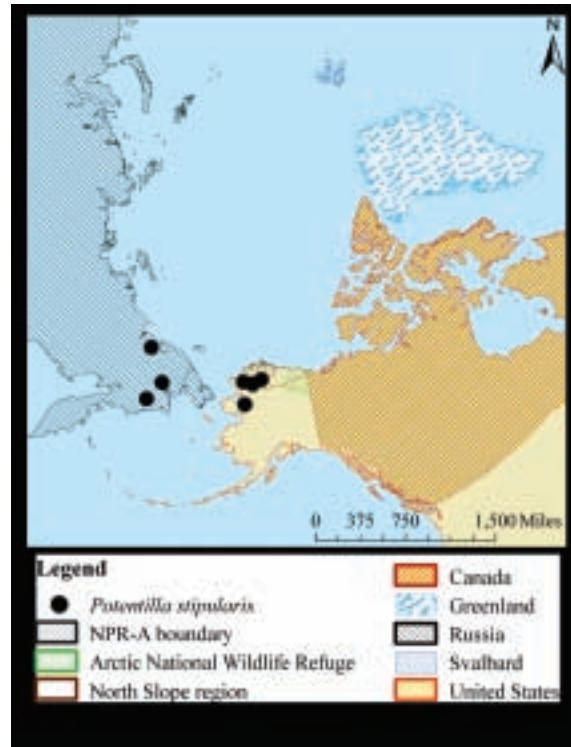 N
0 375 750 1,500 Miles
Legend
Potentilla stipularis
NPR-A boundary
Arctic National Wildlife Refuge
North Slope region
Canada
Greenland
Russia
Svalbard
United States